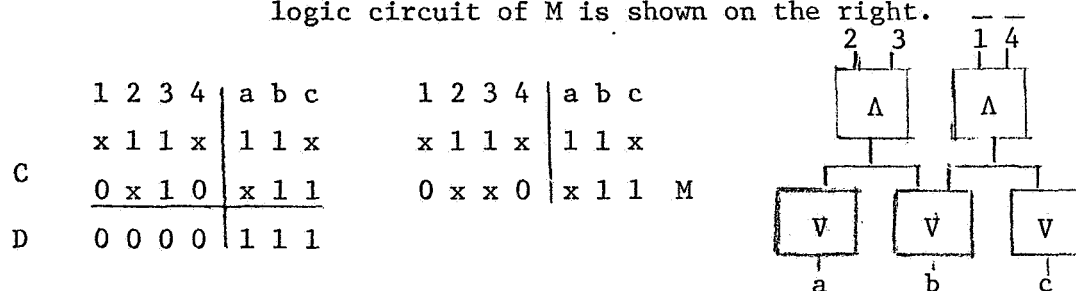 logic circuit of M is shown on the right.
1 2 3 4 | a b c
x 1 1 x | 1 1 x
C 0 x 1 0 | x 1 1
D 0 0 0 0 | 1 1 1
1 2 3 4 | a b c
x 1 1 x | 1 1 x
0 x x 0 | x 1 1 M
2 3 1̅ 4̅
Λ Λ
V V V
a b c